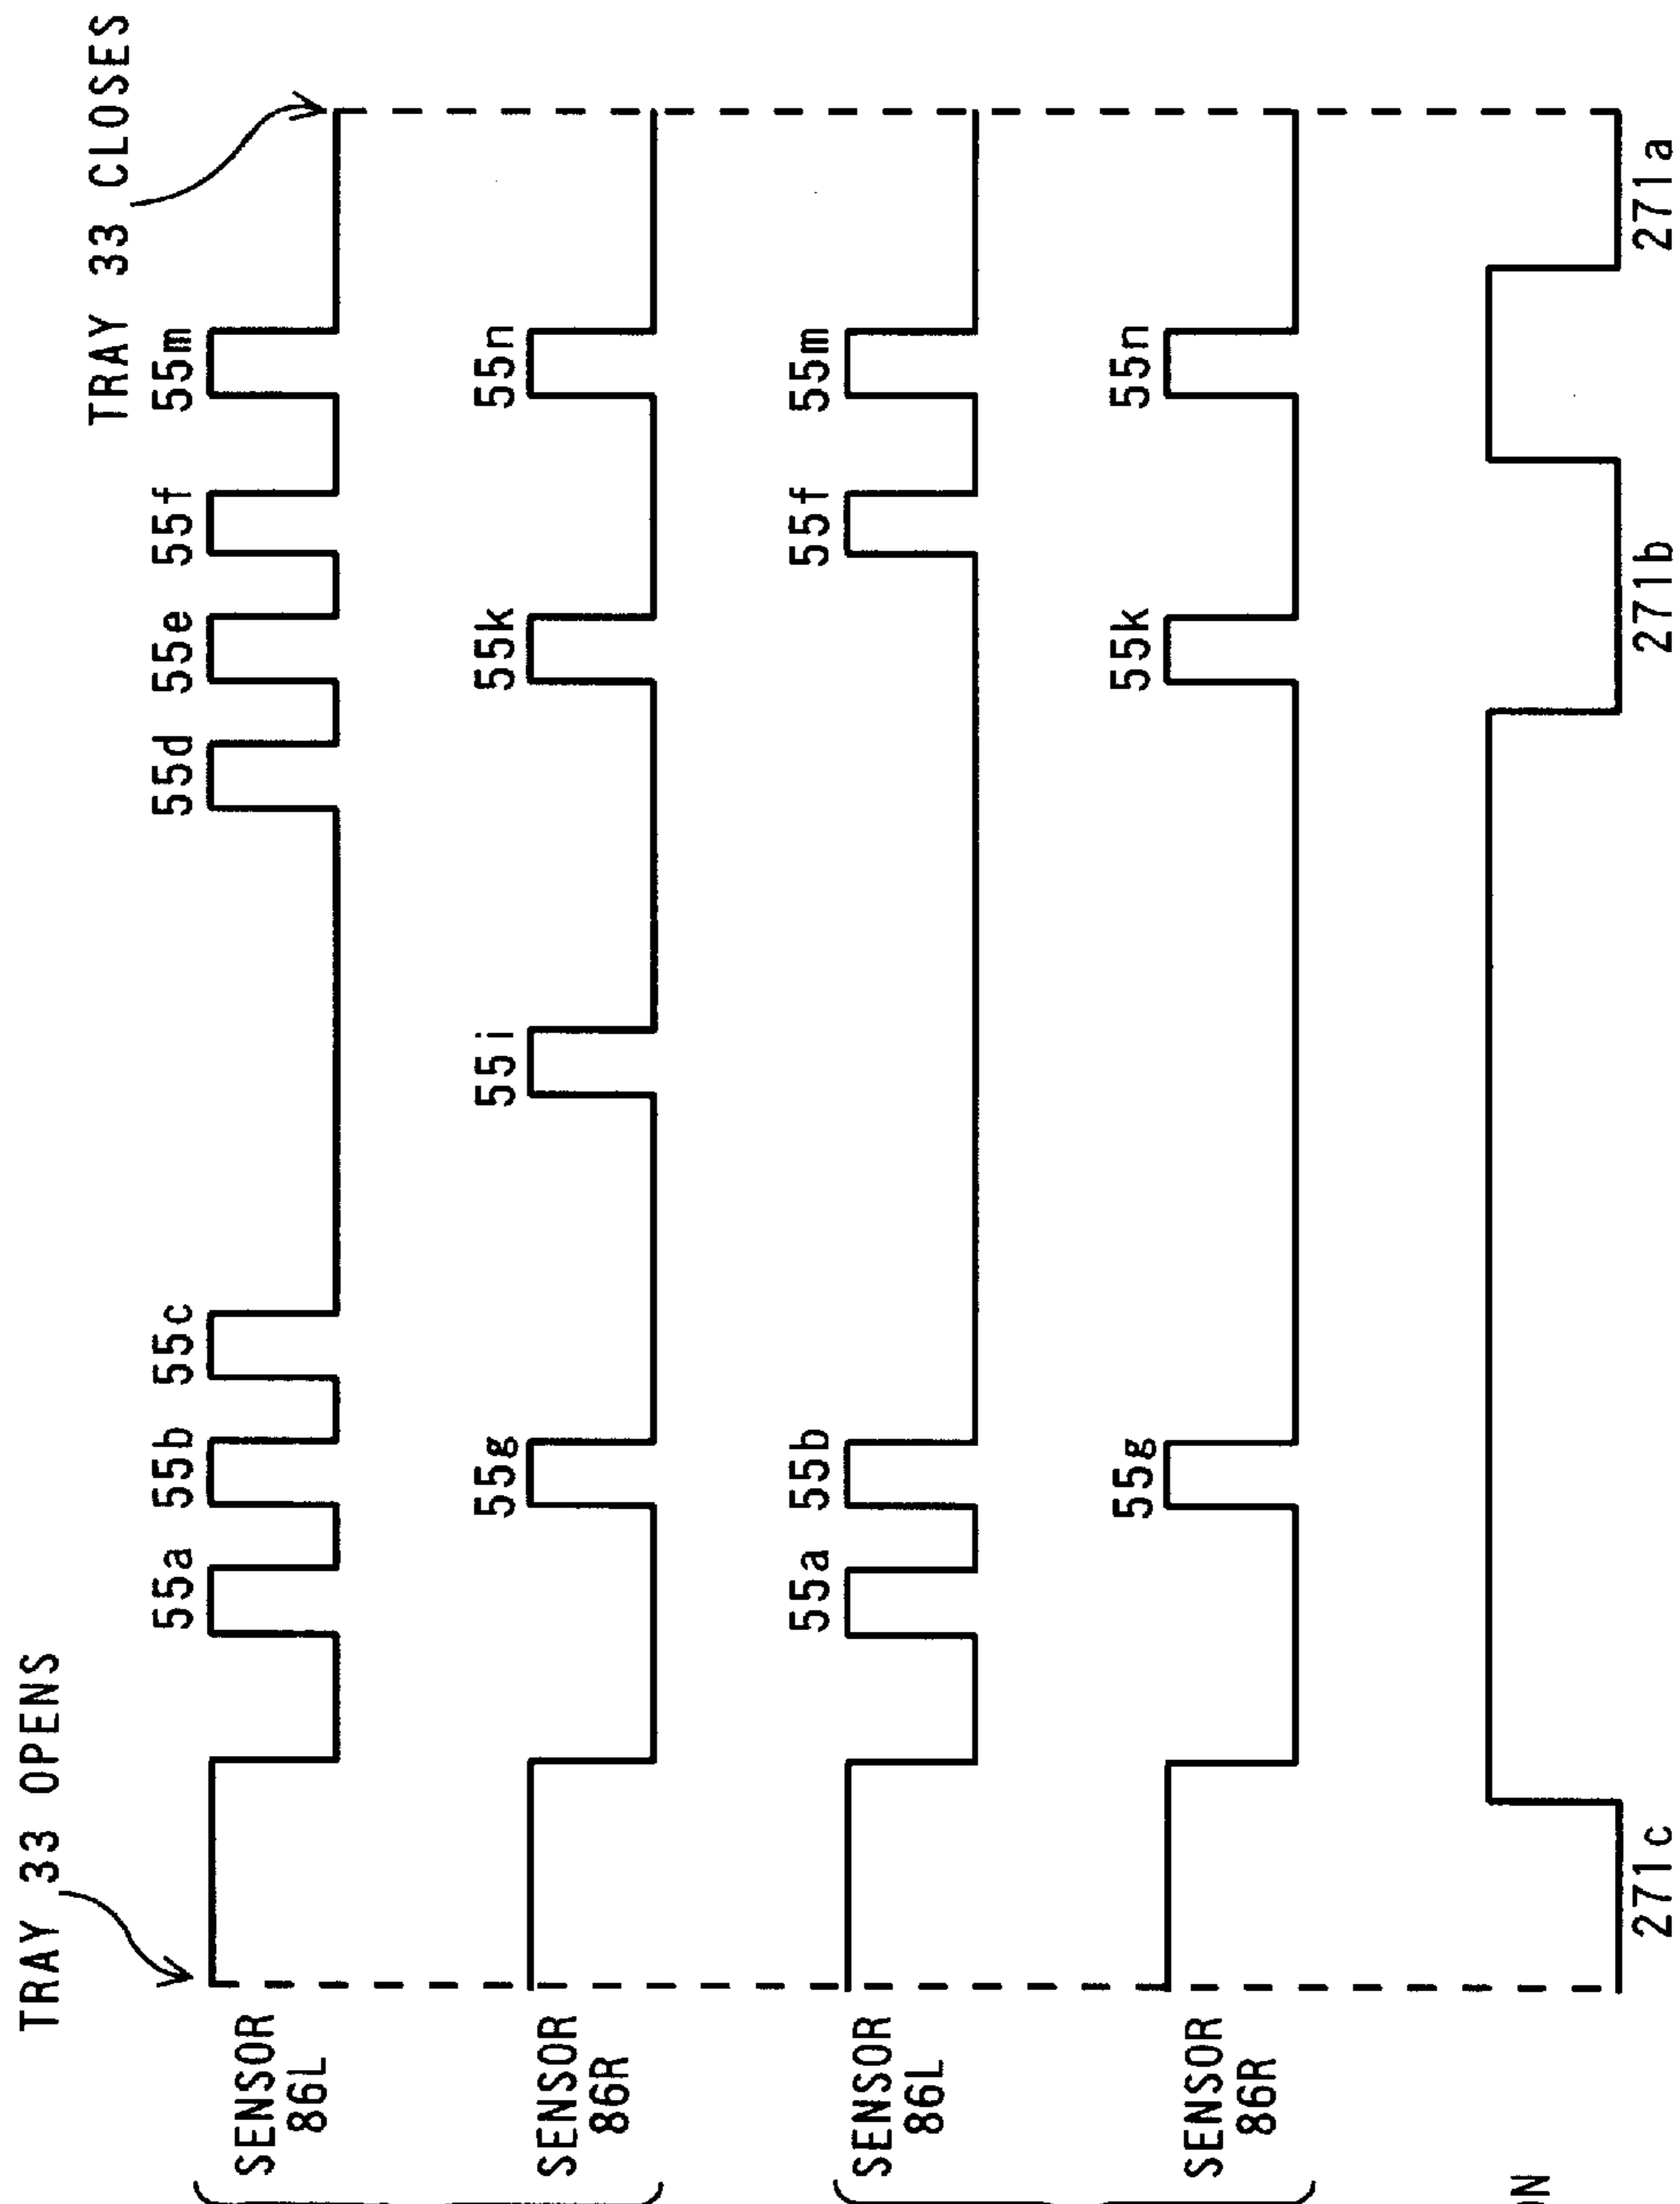 TRAY 33 OPENS
TRAY 33 CLOSES
55a 55b 55c 55d 55e 55f 55m
SENSOR
86L
55g 55i 55k 55n
SENSOR
86R
55a 55b 55f 55m
SENSOR
86L
55g 55k 55n
SENSOR
86R
271c 271b 271a